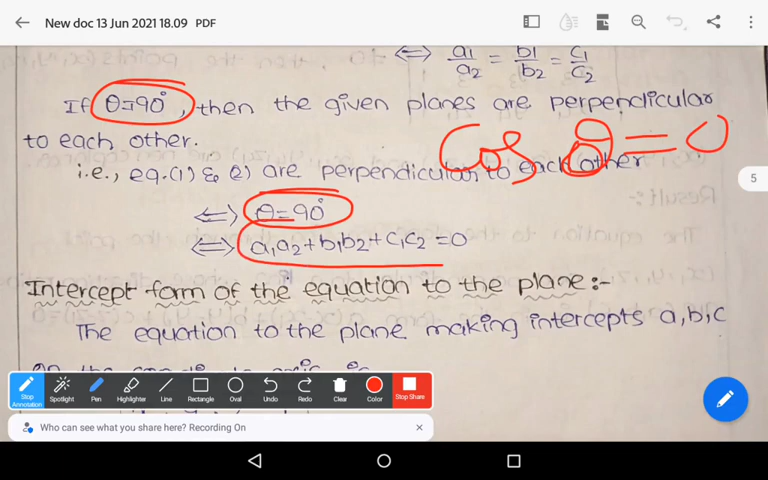 New doc 13 Jun 2021 18.09 PDF
⟺ a1/a2 = b1/b2 = c1/c2
If θ=90°, then the given planes are perpendicular
to each other.
Cos 90 = 0
i.e., eq.(1) & (2) are perpendicular to each other
⟺ θ=90°
⟺ a1a2+b1b2+c1c2=0
5
Intercept form of the equation to the plane:-
The equation to the plane making intercepts a,b,c
Stop Annotation Spotlight Pen Highlighter Line Rectangle Oval Undo Redo Clear Color Stop Share
Who can see what you share here? Recording On